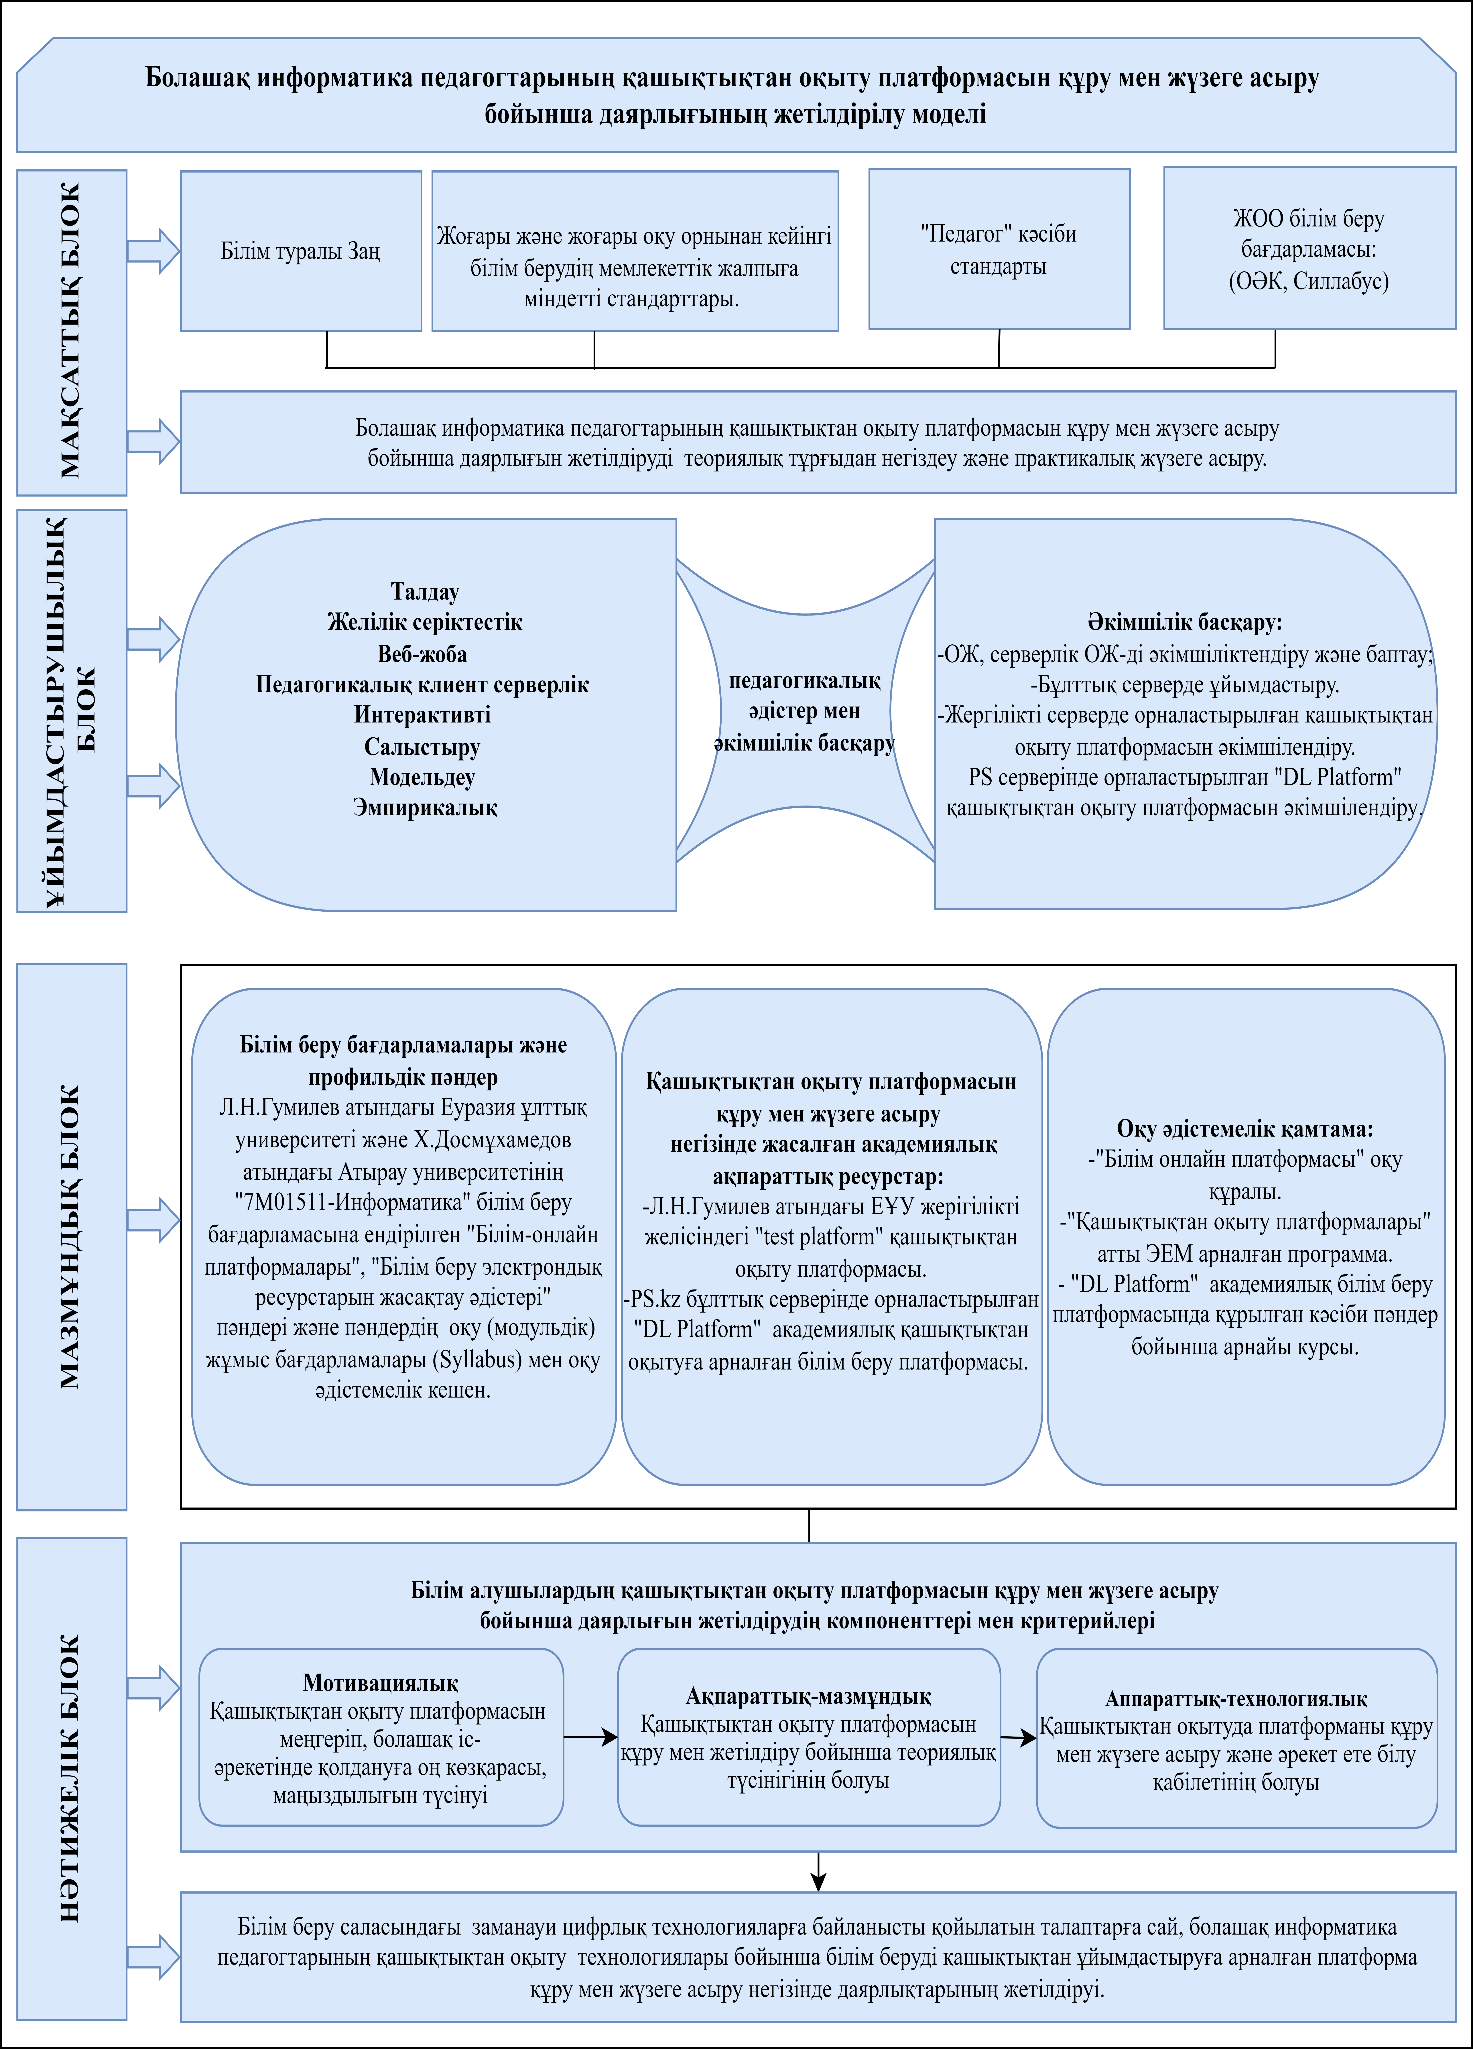 Болашақ информатика педагогтарының қашықтықтан оқыту платформасын құру мен жүзеге асыру
бойынша даярлығының жетілдірілу моделі
МАҚСАТТЫҚ БЛОК
Білім туралы Заң
Жоғары және жоғары оқу орнынан кейінгі
білім берудің мемлекеттік жалпыға
міндетті стандарттары.
"Педагог" кәсіби
стандарты
ЖОО білім беру
бағдарламасы:
(ОӘК, Силлабус)
Болашақ информатика педагогтарының қашықтықтан оқыту платформасын құру мен жүзеге асыру
бойынша даярлығын жетілдіруді  теориялық тұрғыдан негіздеу және практикалық жүзеге асыру.
ҰЙЫМДАСТЫРУШЫЛЫҚ
БЛОК
Талдау
Желілік серіктестік
Веб-жоба
Педагогикалық клиент серверлік
Интерактивті
Салыстыру
Модельдеу
Эмпирикалық
педагогикалық
әдістер мен
әкімшілік басқару
Әкімшілік басқару:
-ОЖ, серверлік ОЖ-ді әкімшіліктендіру және баптау;
-Бұлттық серверде ұйымдастыру.
-Жергілікті серверде орналастырылған қашықтықтан
оқыту платформасын әкімшілендіру.
PS серверінде орналастырылған "DL Platform"
қашықтықтан оқыту платформасын әкімшілендіру.
МАЗМҰНДЫҚ БЛОК
Білім беру бағдарламалары және
профильдік пәндер
Л.Н.Гумилев атындағы Еуразия ұлттық
университеті және Х.Досмұхамедов
атындағы Атырау университетінің
"7М01511-Информатика" білім беру
бағдарламасына ендірілген "Білім-онлайн
платформалары", "Білім беру электрондық
ресурстарын жасақтау әдістері"
пәндері және пәндердің  оқу (модульдік)
жұмыс бағдарламалары (Syllabus) мен оқу
әдістемелік кешен.
Қашықтықтан оқыту платформасын
құру мен жүзеге асыру
негізінде жасалған академиялық
ақпараттық ресурстар:
-Л.Н.Гумилев атындағы ЕҰУ жерігілікті
желісіндегі "test platform" қашықтықтан
оқыту платформасы.
-PS.kz бұлттық серверінде орналастырылған
"DL Platform"  академиялық қашықтықтан
оқытуға арналған білім беру платформасы.
Оқу әдістемелік қамтама:
-"Білім онлайн платформасы" оқу
құралы.
-"Қашықтықтан оқыту платформалары"
атты ЭЕМ арналған программа.
- "DL Platform"  академиялық білім беру
платформасында құрылған кәсіби пәндер
бойынша арнайы курсы.
НӘТИЖЕЛІК БЛОК
Білім алушылардың қашықтықтан оқыту платформасын құру мен жүзеге асыру
бойынша даярлығын жетілдірудің компоненттері мен критерийлері
Мотивациялық
Қашықтықтан оқыту платформасын
меңгеріп, болашақ іс-
әрекетінде қолдануға оң көзқарасы,
маңыздылығын түсінуі
Ақпараттық-мазмұндық
Қашықтықтан оқыту платформасын
құру мен жетілдіру бойынша теориялық
түсінігінің болуы
Аппараттық-технологиялық
Қашықтықтан оқытуда платформаны құру
мен жүзеге асыру және әрекет ете білу
қабілетінің болуы
Білім беру саласындағы  заманауи цифрлық технологияларға байланысты қойылатын талаптарға сай, болашақ информатика
педагогтарының қашықтықтан оқыту  технологиялары бойынша білім беруді қашықтықтан ұйымдастыруға арналған платформа
құру мен жүзеге асыру негізінде даярлықтарының жетілдіруі.